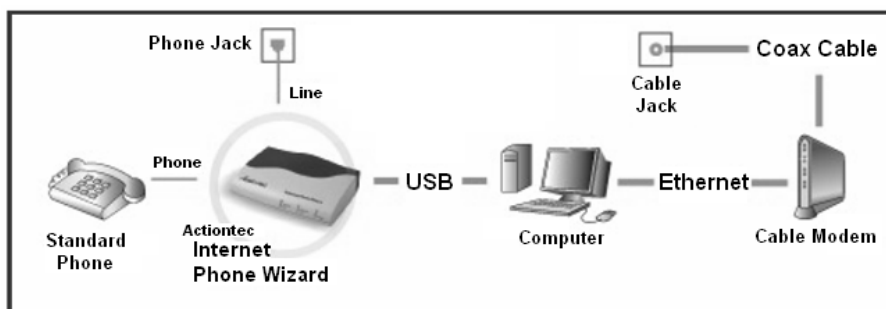 Phone Jack
Line
Phone
Standard
Phone
Actiontec
Internet
Phone Wizard
USB
Computer
Ethernet
Cable
Jack
Coax Cable
Cable Modem